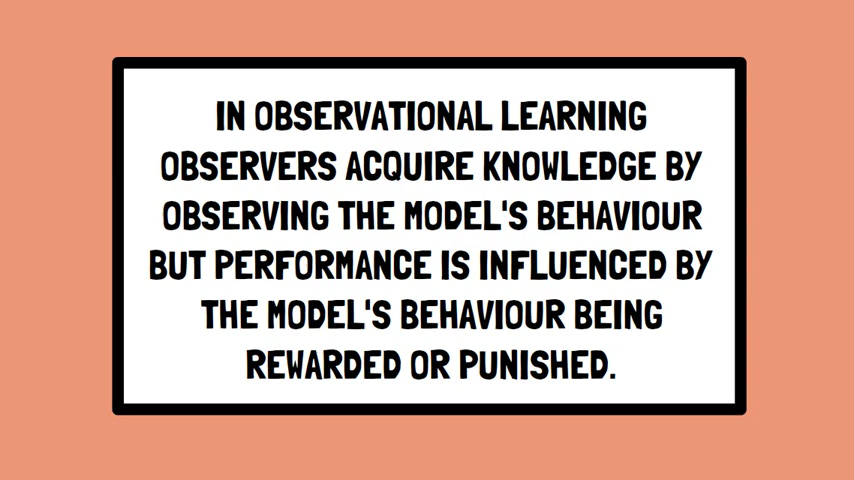 IN OBSERVATIONAL LEARNING
OBSERVERS ACQUIRE KNOWLEDGE BY
OBSERVING THE MODEL'S BEHAVIOUR
BUT PERFORMANCE IS INFLUENCED BY
THE MODEL'S BEHAVIOUR BEING
REWARDED OR PUNISHED.